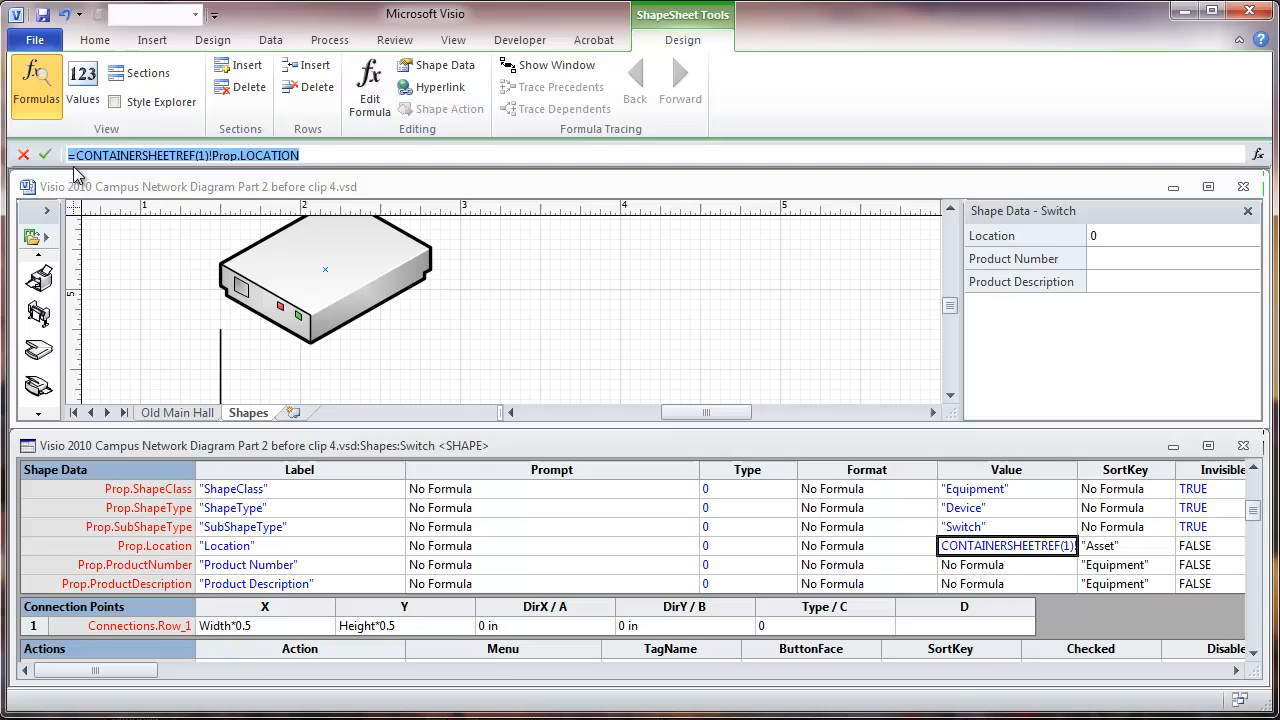 Microsoft Visio
ShapeSheet Tools
File Home Insert Design Data Process Review View Developer Acrobat Design
Formulas
123
Values
Sections
Style Explorer
View
Insert
Delete
Sections
Insert
Delete
Rows
fx
Edit Formula
Shape Data
Hyperlink
Shape Action
Editing
Show Window
Trace Precedents
Trace Dependents
Back
Forward
Formula Tracing
=CONTAINERSHEETREF(1)!Prop.LOCATION
fx
Visio 2010 Campus Network Diagram Part 2 before clip 4.vsd
1 2 3 4 5
5
Shape Data - Switch
Location 0
Product Number
Product Description
Old Main Hall Shapes
Visio 2010 Campus Network Diagram Part 2 before clip 4.vsd:Shapes:Switch <SHAPE>
Shape Data Label Prompt Type Format Value SortKey Invisible
Prop.ShapeClass "ShapeClass" No Formula 0 No Formula "Equipment" No Formula TRUE
Prop.ShapeType "ShapeType" No Formula 0 No Formula "Device" No Formula TRUE
Prop.SubShapeType "SubShapeType" No Formula 0 No Formula "Switch" No Formula TRUE
Prop.Location "Location" No Formula 0 No Formula CONTAINERSHEETREF(1)! "Asset" FALSE
Prop.ProductNumber "Product Number" No Formula 0 No Formula No Formula "Equipment" FALSE
Prop.ProductDescription "Product Description" No Formula 0 No Formula No Formula "Equipment" FALSE
Connection Points X Y DirX / A DirY / B Type / C D
1 Connections.Row_1 Width*0.5 Height*0.5 0 in 0 in 0
Actions Action Menu TagName ButtonFace SortKey Checked Disable